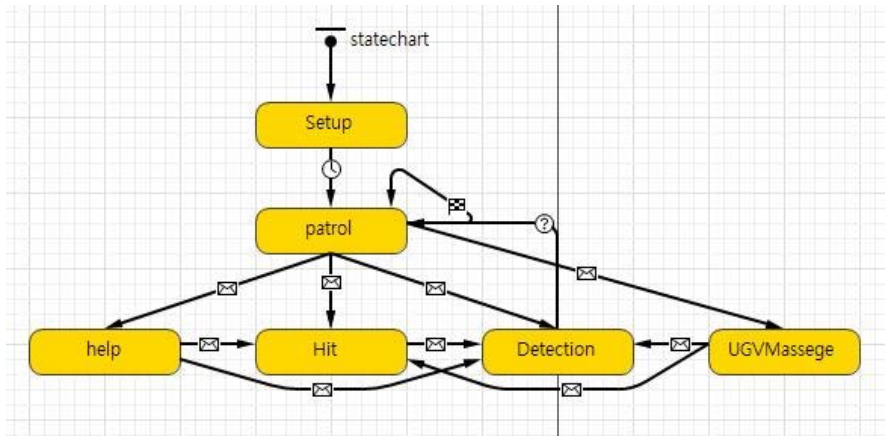 statechart
Setup
patrol
?
help
Hit
Detection
UGVMassege